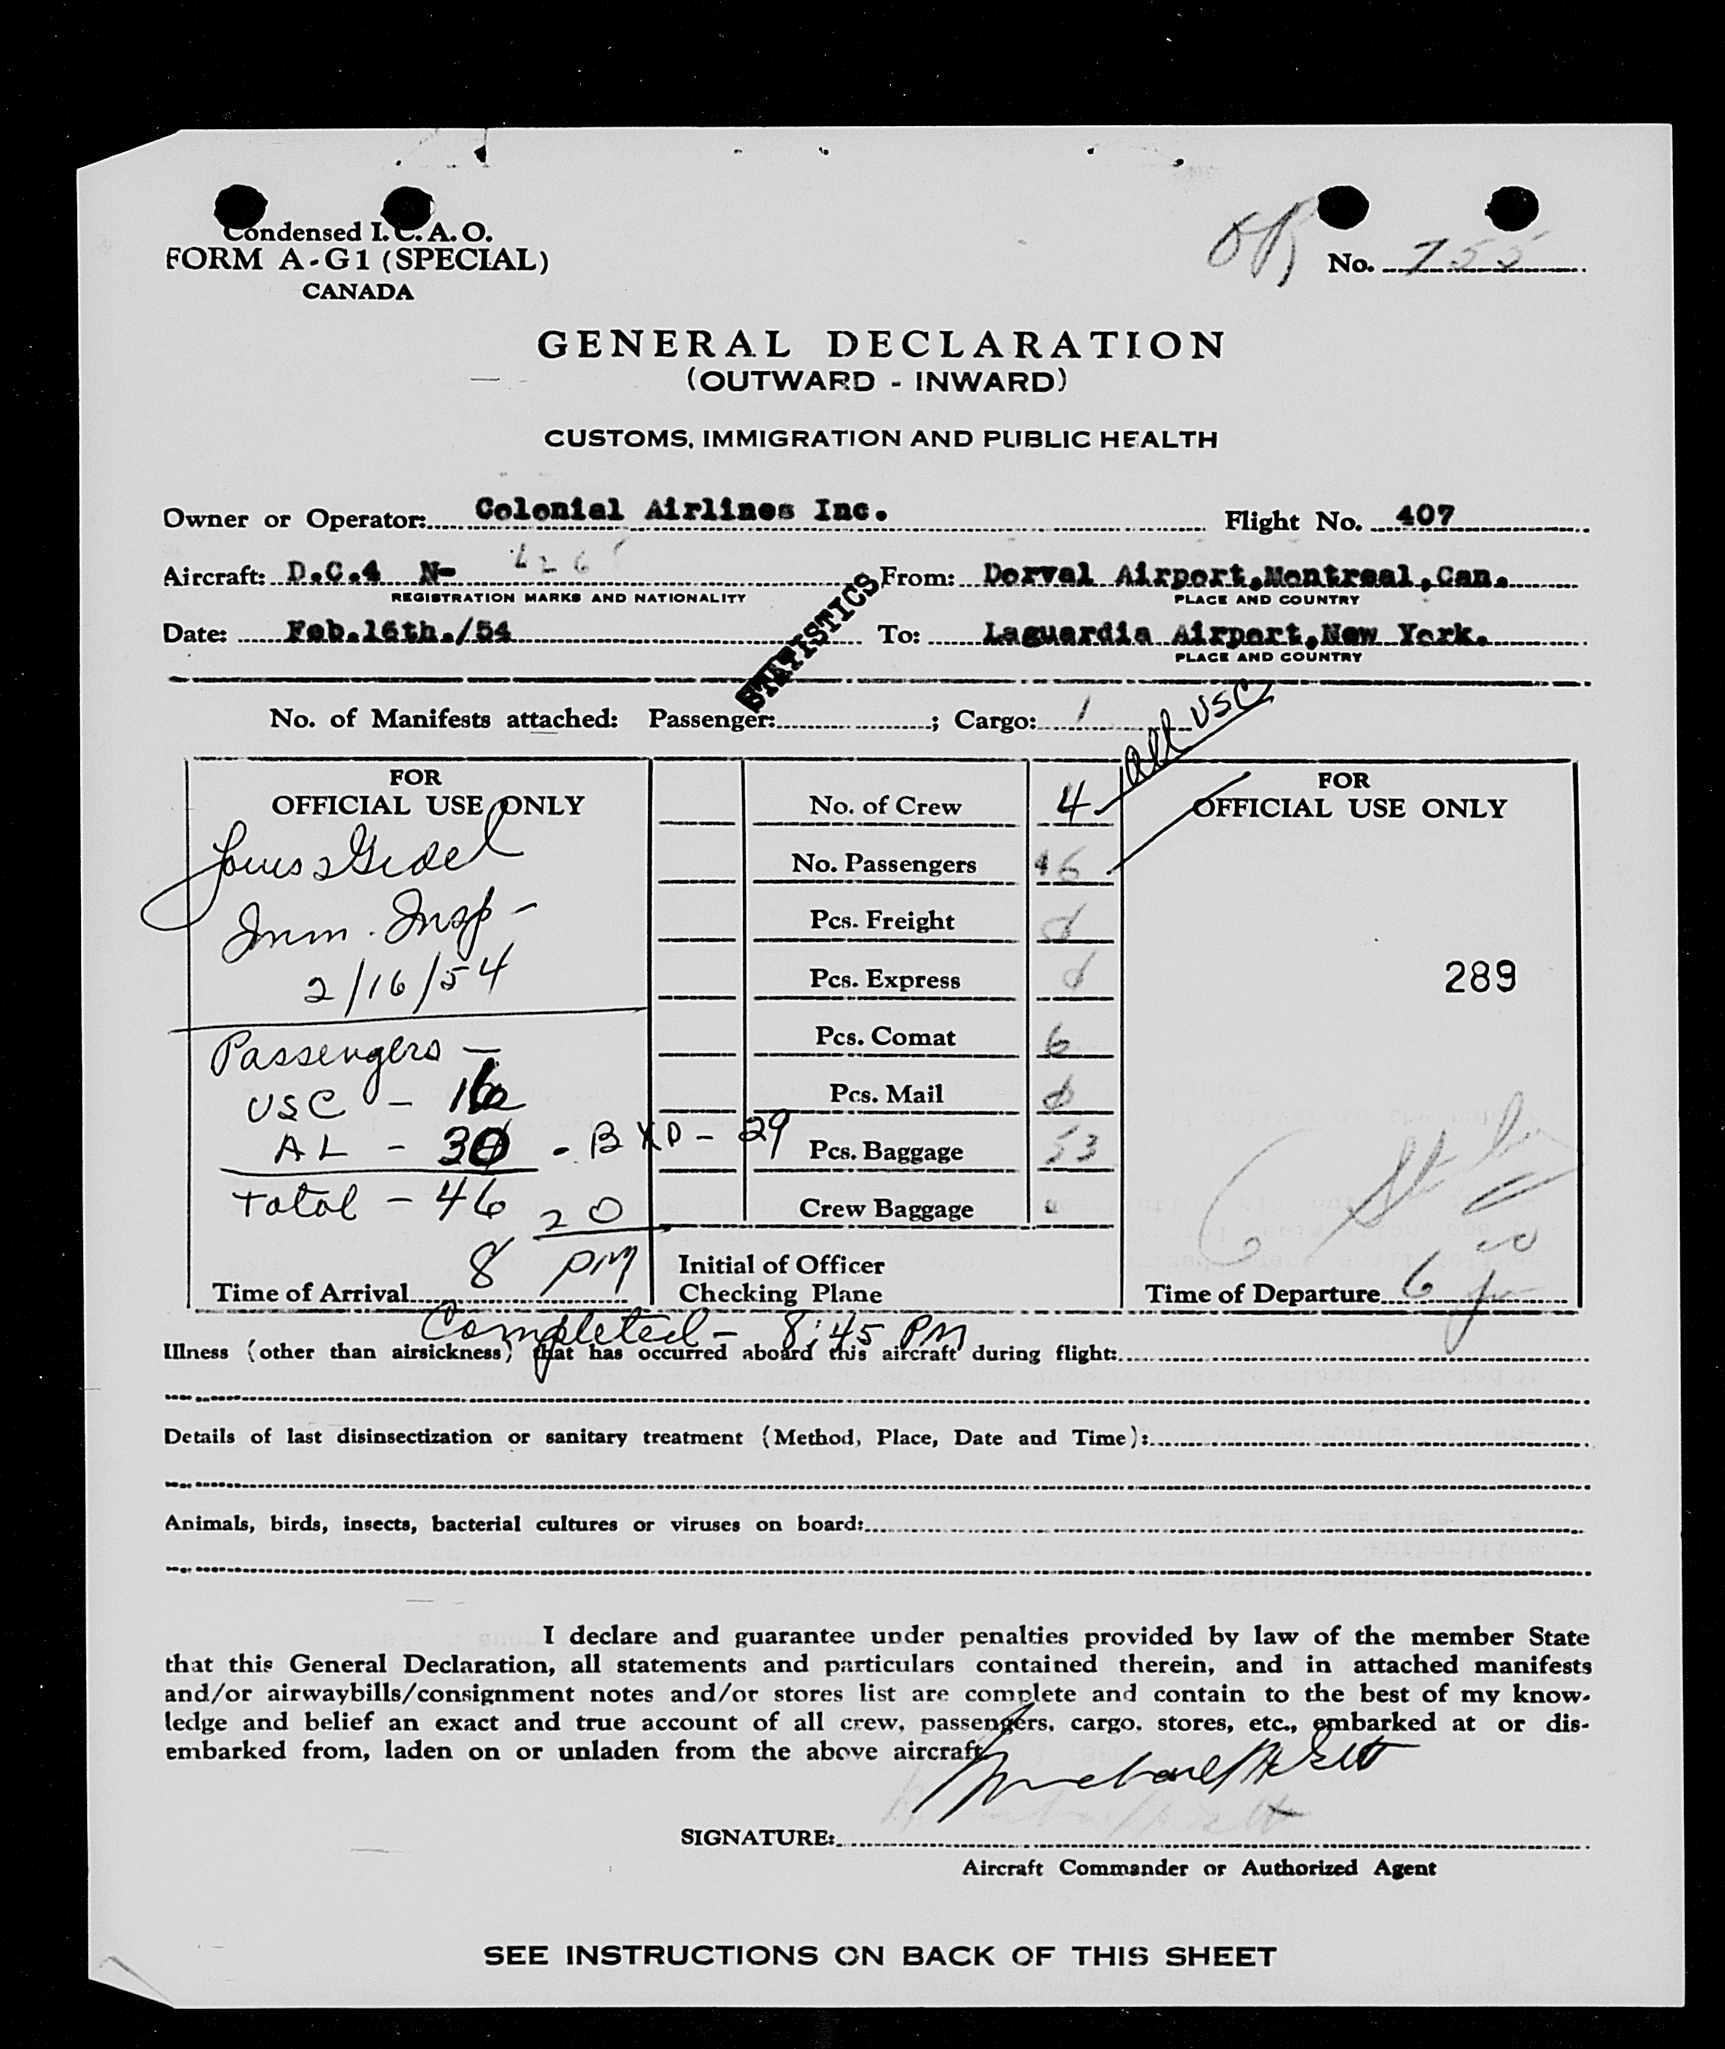 Condensed I. C. A. O.
FORM A-G1 (SPECIAL)
CANADA
No. 755
GENERAL DECLARATION
(OUTWARD - INWARD)
CUSTOMS, IMMIGRATION AND PUBLIC HEALTH
Owner or Operator: Colonial Airlines Inc. Flight No. 407
Aircraft: D.C.4 N- From: Dorval Airport, Montreal, Can.
REGISTRATION MARKS AND NATIONALITY PLACE AND COUNTRY
STATISTICS
Date: Feb. 16th./54 To: Laguardia Airport, New York.
PLACE AND COUNTRY
No. of Manifests attached: Passenger: ; Cargo: 1
All USC
FOR
OFFICIAL USE ONLY
Imm. Insp -
2/16/54
Passengers -
USC - 16
AL - 30 - BXD - 29
Total - 46
8 20 PM
Time of Arrival
No. of Crew 4
No. Passengers 46
Pcs. Freight
Pcs. Express
Pcs. Comat 6
Pcs. Mail
Pcs. Baggage 53
Crew Baggage
Initial of Officer
Checking Plane
FOR
OFFICIAL USE ONLY
289
Time of Departure 6
Completed - 8:45 PM
Illness (other than airsickness) that has occurred aboard this aircraft during flight:
Details of last disinsectization or sanitary treatment (Method, Place, Date and Time):
Animals, birds, insects, bacterial cultures or viruses on board:
I declare and guarantee under penalties provided by law of the member State
that this General Declaration, all statements and particulars contained therein, and in attached manifests
and/or airwaybills/consignment notes and/or stores list are complete and contain to the best of my know-
ledge and belief an exact and true account of all crew, passengers, cargo, stores, etc., embarked at or dis-
embarked from, laden on or unladen from the above aircraft.
SIGNATURE:
Aircraft Commander or Authorized Agent
SEE INSTRUCTIONS ON BACK OF THIS SHEET